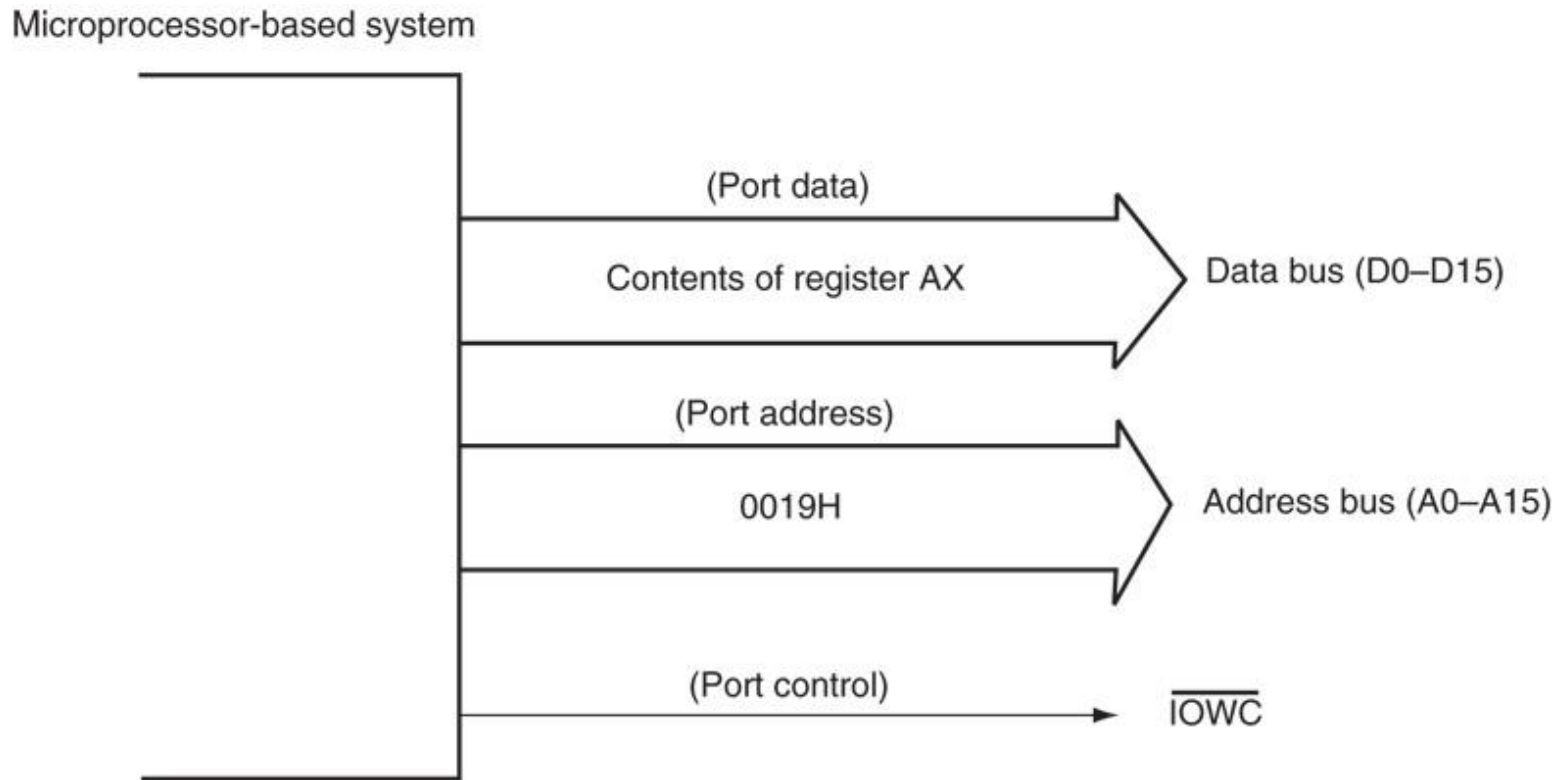 Microprocessor-based system
(Port data)
Contents of register AX
Data bus (D0–D15)
(Port address)
0019H
Address bus (A0–A15)
(Port control)
I̅O̅W̅C̅